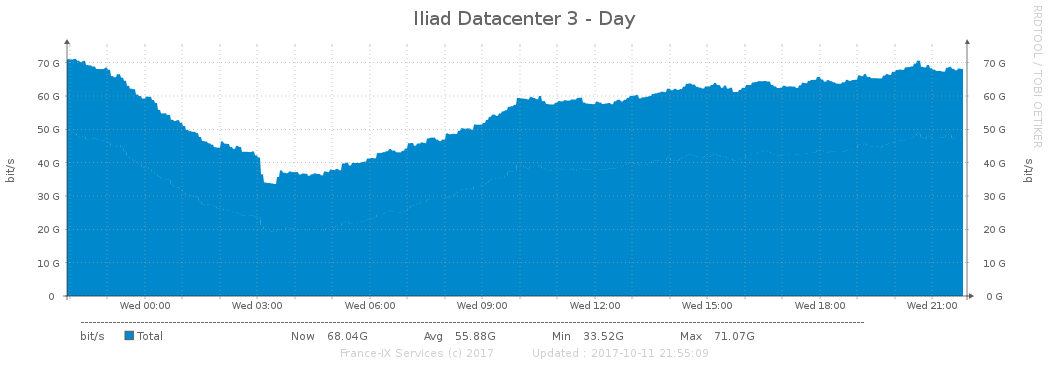 Iliad Datacenter 3 - Day
RRDTOOL / TOBI OETIKER
bit/s
bit/s
70 G
70 G
60 G
60 G
50 G
50 G
40 G
40 G
30 G
30 G
20 G
20 G
10 G
10 G
0
0 G
Wed 00:00 Wed 03:00 Wed 06:00 Wed 09:00 Wed 12:00 Wed 15:00 Wed 18:00 Wed 21:00
bit/s Total Now 68.04G Avg 55.88G Min 33.52G Max 71.07G
France-IX Services (c) 2017 Updated : 2017-10-11 21:55:09